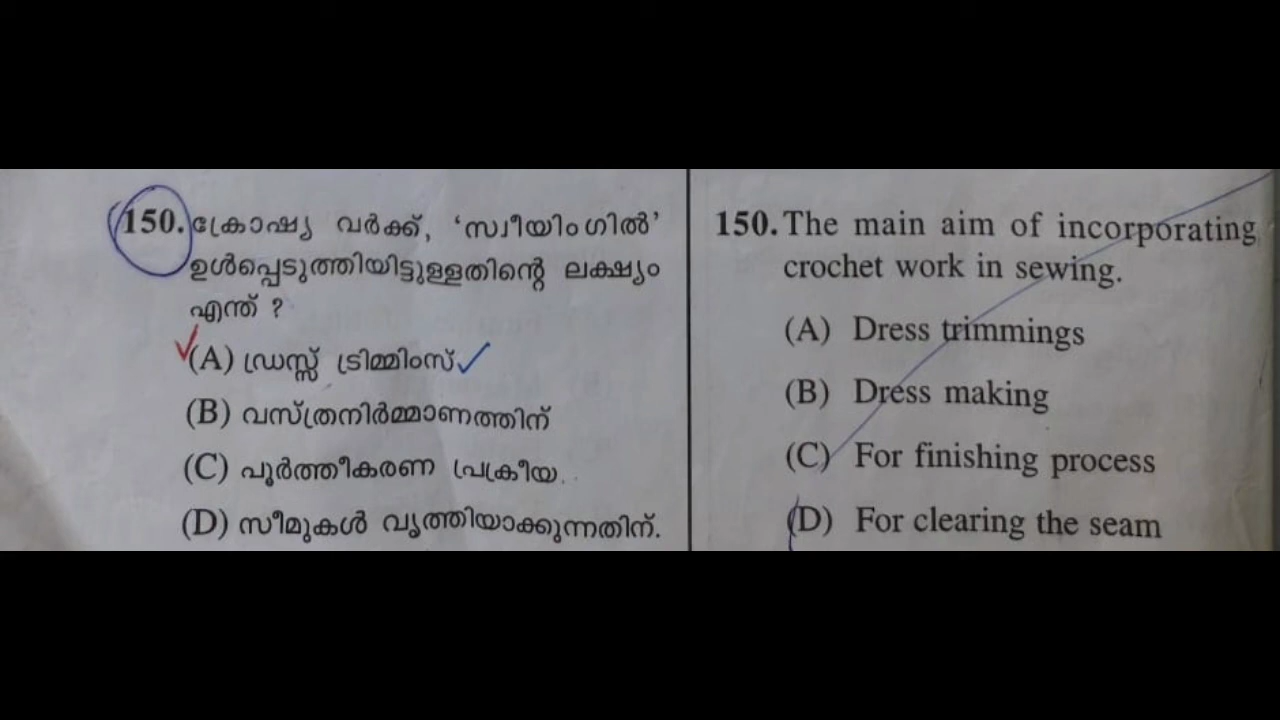 150. ക്രോഷ്യ വർക്ക്, ‘സ്വീയിംഗിൽ’
ഉൾപ്പെടുത്തിയിട്ടുള്ളതിന്റെ ലക്ഷ്യം
എന്ത് ?
(A) ഡ്രസ്സ് ട്രിമ്മിംസ്
(B) വസ്ത്രനിർമ്മാണത്തിന്
(C) പൂർത്തീകരണ പ്രക്രീയ.
(D) സീമുകൾ വൃത്തിയാക്കുന്നതിന്.
150. The main aim of incorporating
crochet work in sewing.
(A) Dress trimmings
(B) Dress making
(C) For finishing process
(D) For clearing the seam